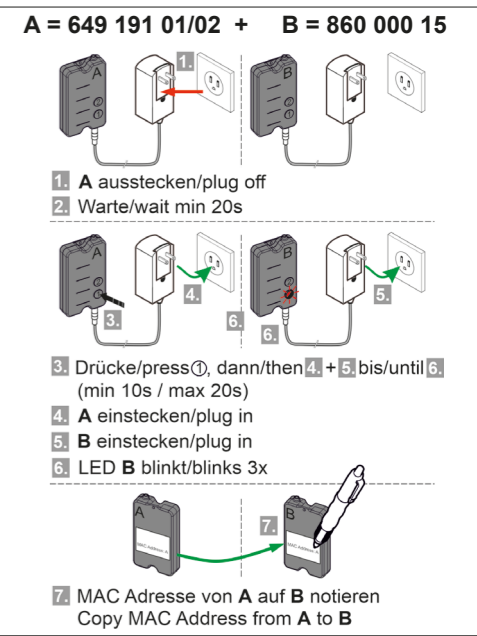 A = 649 191 01/02 + B = 860 000 15
A B
1.
1. A ausstecken/plug off
2. Warte/wait min 20s
A B
3. 4. 6. 6. 5.
3. Drücke/press①, dann/then 4. + 5. bis/until 6.
(min 10s / max 20s)
4. A einstecken/plug in
5. B einstecken/plug in
6. LED B blinkt/blinks 3x
A B
7.
MAC Address A MAC Address A
7. MAC Adresse von A auf B notieren
Copy MAC Address from A to B